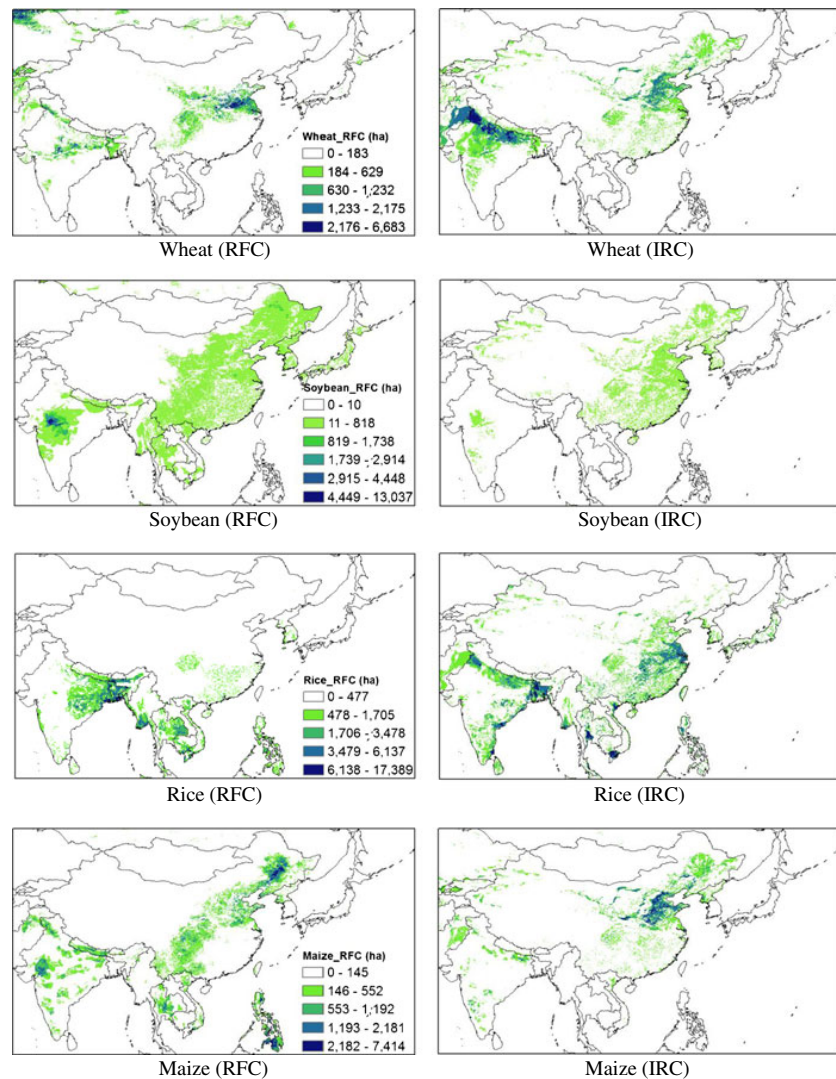 Wheat_RFC (ha)
0 - 183
184 - 629
630 - 1,232
1,233 - 2,175
2,176 - 6,683
Wheat (RFC)
Wheat (IRC)
Soybean_RFC (ha)
0 - 10
11 - 818
819 - 1,738
1,739 - 2,914
2,915 - 4,448
4,449 - 13,037
Soybean (RFC)
Soybean (IRC)
Rice_RFC (ha)
0 - 477
478 - 1,705
1,706 - 3,478
3,479 - 6,137
6,138 - 17,389
Rice (RFC)
Rice (IRC)
Maize_RFC (ha)
0 - 145
146 - 552
553 - 1,192
1,193 - 2,181
2,182 - 7,414
Maize (RFC)
Maize (IRC)